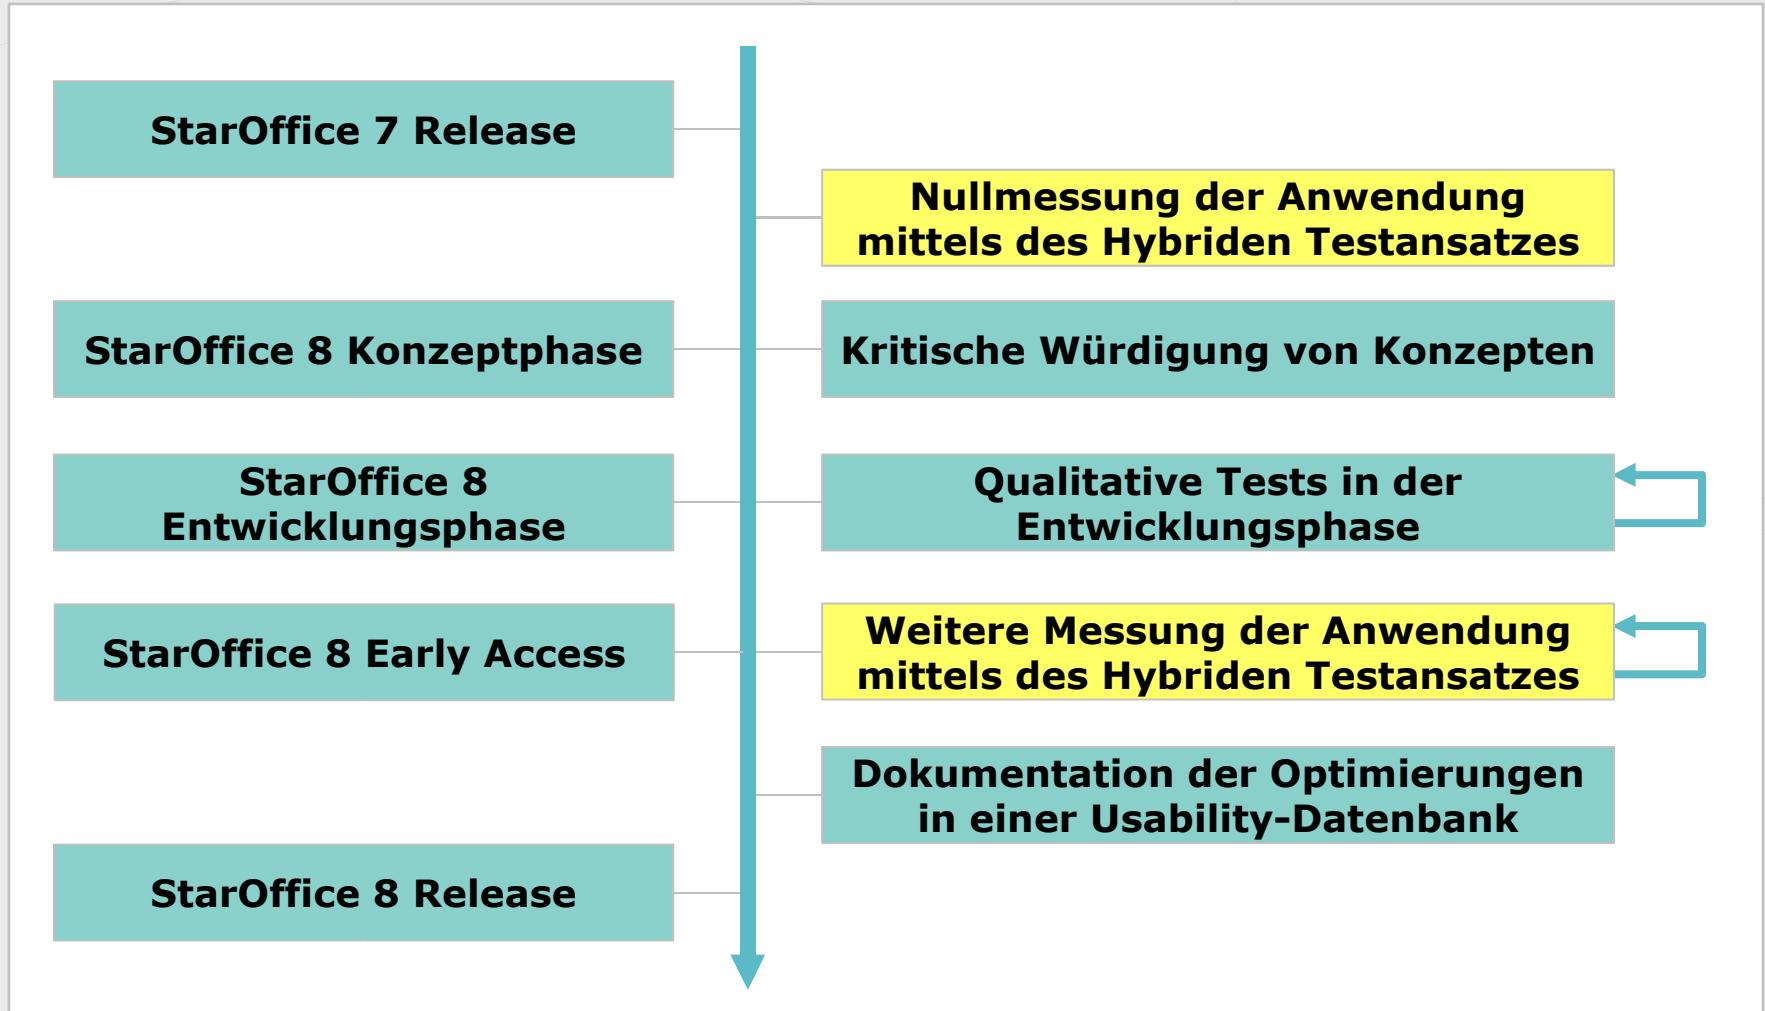 StarOffice 7 Release
Nullmessung der Anwendung
mittels des Hybriden Testansatzes
StarOffice 8 Konzeptphase
Kritische Würdigung von Konzepten
StarOffice 8
Entwicklungsphase
Qualitative Tests in der
Entwicklungsphase
StarOffice 8 Early Access
Weitere Messung der Anwendung
mittels des Hybriden Testansatzes
Dokumentation der Optimierungen
in einer Usability-Datenbank
StarOffice 8 Release